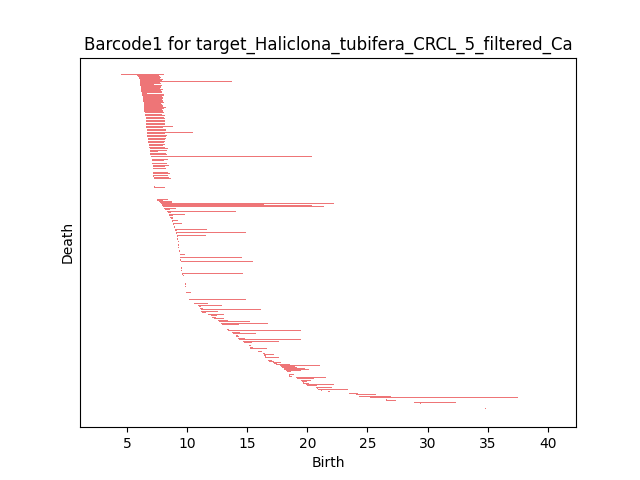 Barcode1 for target_Haliclona_tubifera_CRCL_5_filtered_Ca
Death
5 10 15 20 25 30 35 40
Birth